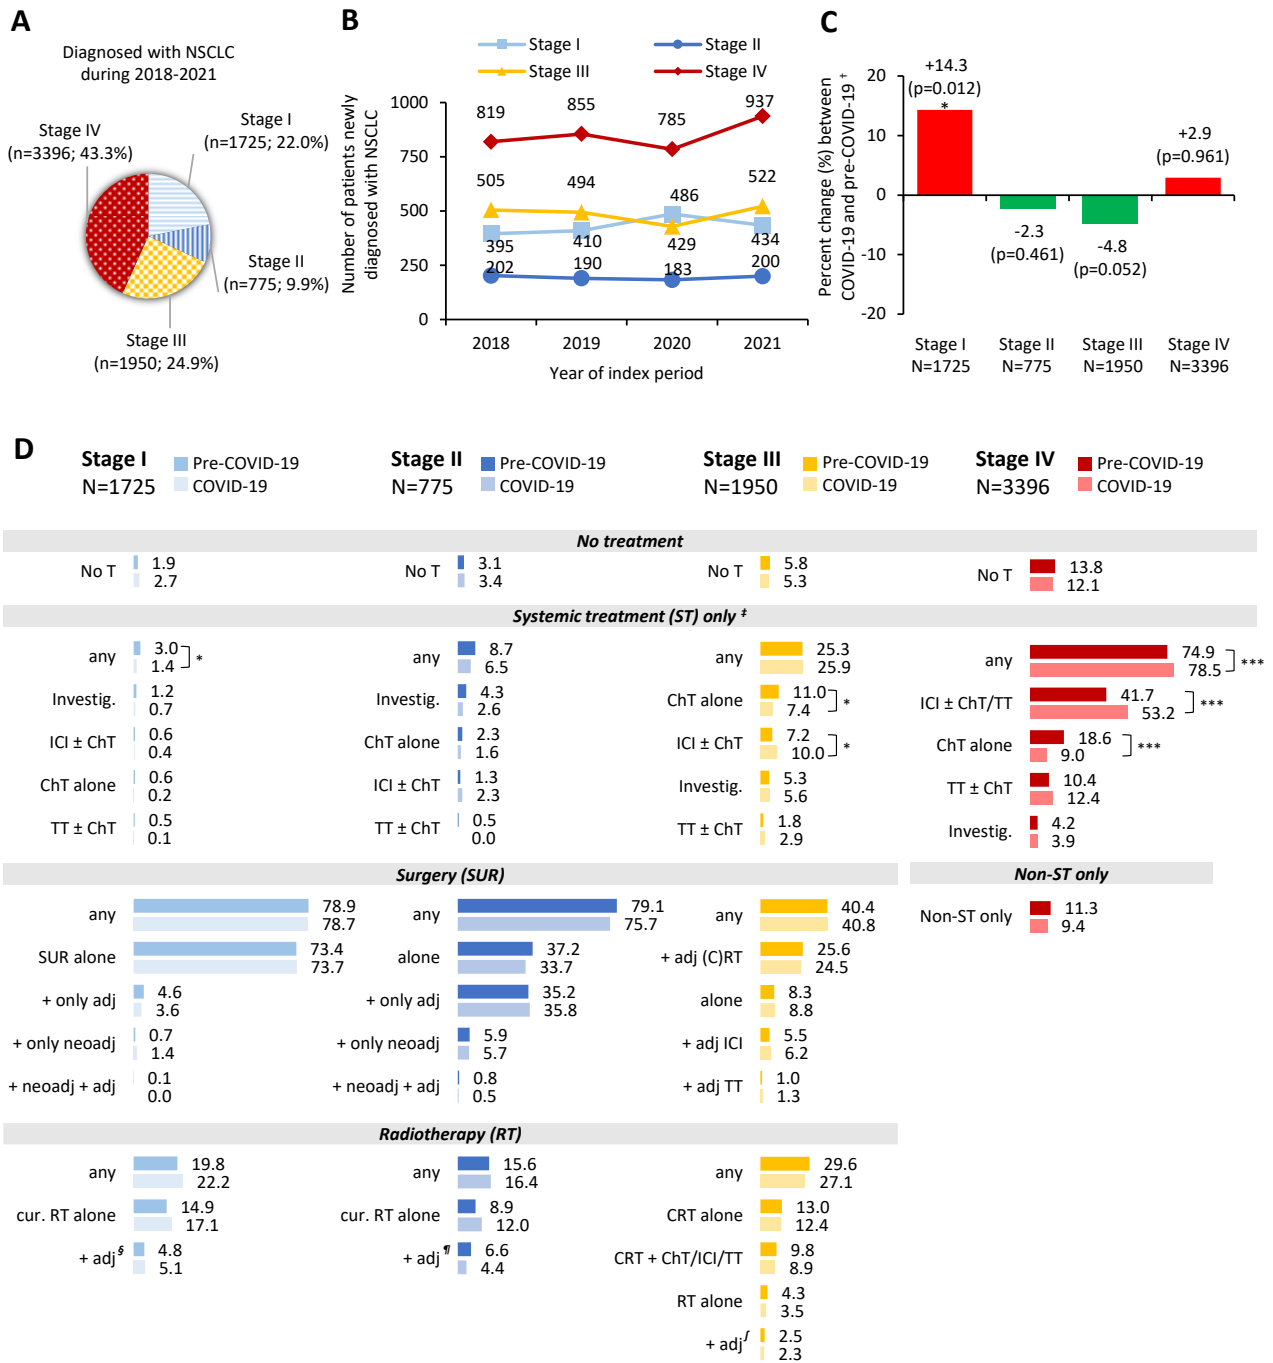 A
Diagnosed with NSCLC
during 2018-2021
Stage IV
(n=3396; 43.3%)
Stage I
(n=1725; 22.0%)
Stage II
(n=775; 9.9%)
Stage III
(n=1950; 24.9%)
B
Stage I
Stage II
Stage III
Stage IV
Number of patients newly
diagnosed with NSCLC
1000
750
500
250
0
819
855
785
937
505
494
486
522
395
410
429
434
202
190
183
200
2018
2019
2020
2021
Year of index period
C
Percent change (%) between
COVID-19 and pre-COVID-19 †
20
10
0
-10
-20
+14.3
(p=0.012)
*
-2.3
(p=0.461)
-4.8
(p=0.052)
+2.9
(p=0.961)
Stage I
N=1725
Stage II
N=775
Stage III
N=1950
Stage IV
N=3396
D
Stage I
N=1725
Pre-COVID-19
COVID-19
Stage II
N=775
Pre-COVID-19
COVID-19
Stage III
N=1950
Pre-COVID-19
COVID-19
Stage IV
N=3396
Pre-COVID-19
COVID-19
No treatment
No T
1.9
2.7
No T
3.1
3.4
No T
5.8
5.3
No T
13.8
12.1
Systemic treatment (ST) only ‡
any
3.0
1.4
*
Investig.
1.2
0.7
ICI ± ChT
0.6
0.4
ChT alone
0.6
0.2
TT ± ChT
0.5
0.1
any
8.7
6.5
Investig.
4.3
2.6
ChT alone
2.3
1.6
ICI ± ChT
1.3
2.3
TT ± ChT
0.5
0.0
any
25.3
25.9
ChT alone
11.0
7.4
*
ICI ± ChT
7.2
10.0
*
Investig.
5.3
5.6
TT ± ChT
1.8
2.9
any
74.9
78.5
***
ICI ± ChT/TT
41.7
53.2
***
ChT alone
18.6
9.0
***
TT ± ChT
10.4
12.4
Investig.
4.2
3.9
Surgery (SUR)
any
78.9
78.7
SUR alone
73.4
73.7
+ only adj
4.6
3.6
+ only neoadj
0.7
1.4
+ neoadj + adj
0.1
0.0
any
79.1
75.7
alone
37.2
33.7
+ only adj
35.2
35.8
+ only neoadj
5.9
5.7
+ neoadj + adj
0.8
0.5
any
40.4
40.8
+ adj (C)RT
25.6
24.5
alone
8.3
8.8
+ adj ICI
5.5
6.2
+ adj TT
1.0
1.3
Non-ST only
Non-ST only
11.3
9.4
Radiotherapy (RT)
any
19.8
22.2
cur. RT alone
14.9
17.1
+ adj §
4.8
5.1
any
15.6
16.4
cur. RT alone
8.9
12.0
+ adj ¶
6.6
4.4
any
29.6
27.1
CRT alone
13.0
12.4
CRT + ChT/ICI/TT
9.8
8.9
RT alone
4.3
3.5
+ adj ∫
2.5
2.3